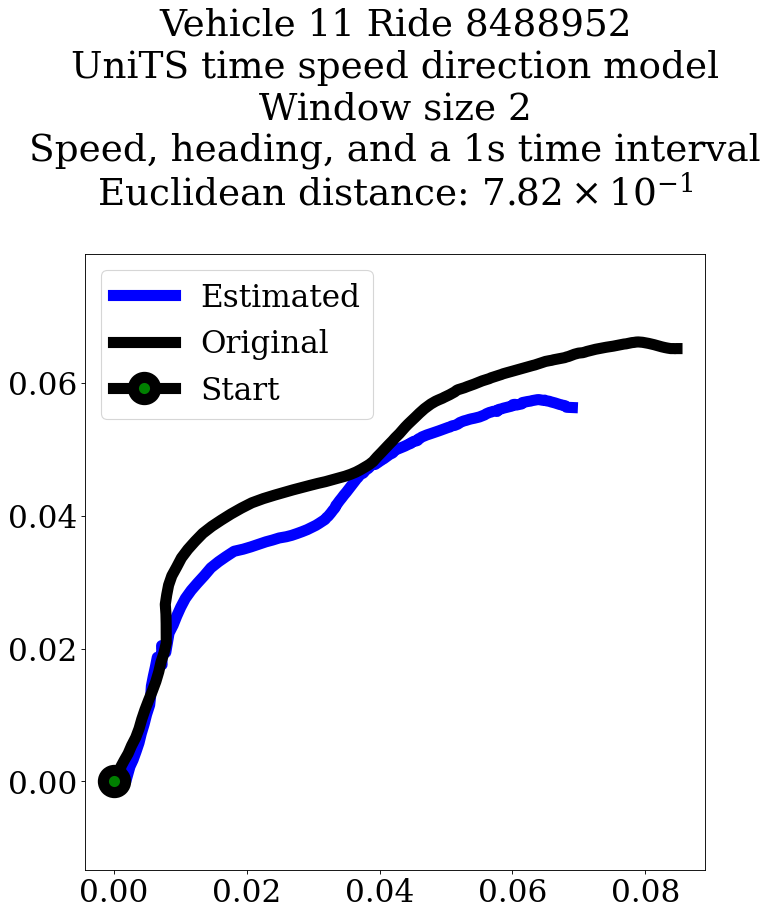 Vehicle 11 Ride 8488952
UniTS time speed direction model
Window size 2
Speed, heading, and a 1s time interval
Euclidean distance: 7.82 × 10⁻¹
Estimated
Original
Start
0.06
0.04
0.02
0.00
0.00 0.02 0.04 0.06 0.08